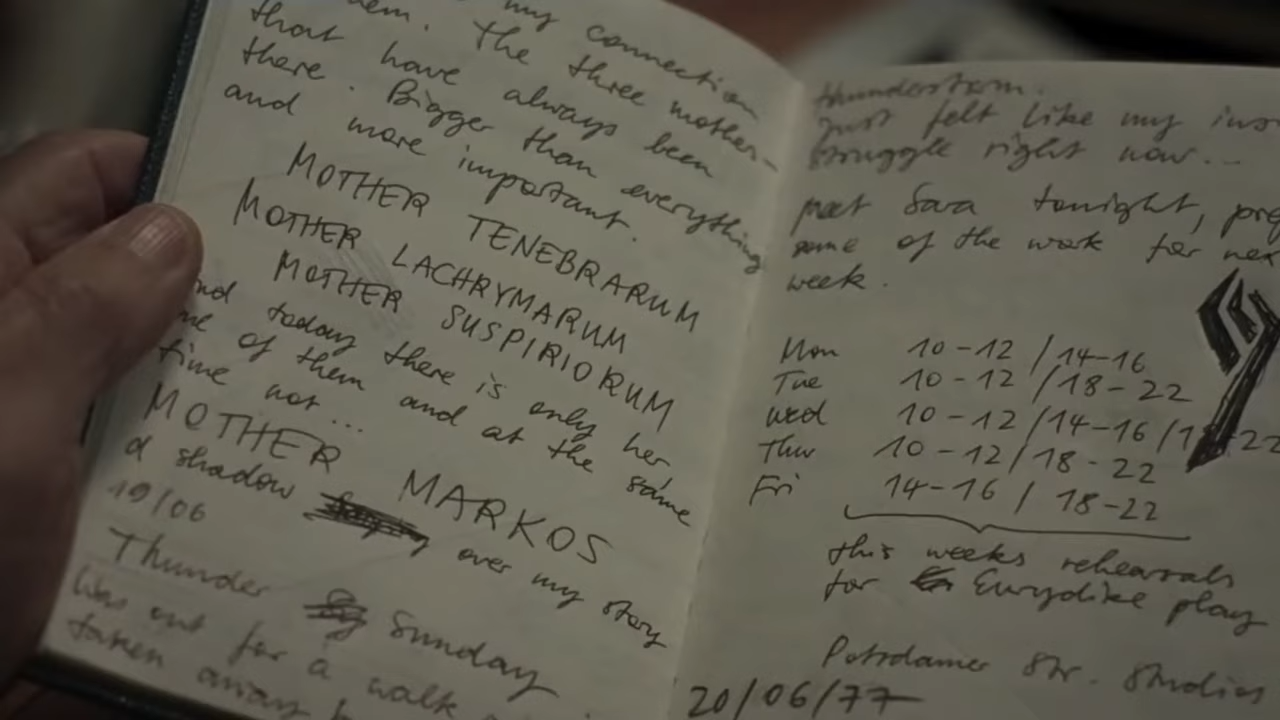 my connection
The three mother-
that have always been
there. Bigger than everything
and more important.
MOTHER TENEBRARUM
MOTHER LACHRYMARUM
MOTHER SUSPIRIORUM
And today there is only her
of them and at the same
time not...
MOTHER MARKOS
a shadow over my story
19/06
Thunder Sunday
Was out for a walk
taken away
thunderstorm.
just felt like my
struggle right now...
meet Sara tonight,
some of the work for
week.
Mon 10-12 / 14-16
Tue 10-12 / 18-22
Wed 10-12 / 14-16 /
Thur 10-12 / 18-22
Fri 14-16 / 18-22
this weeks rehearsals
for Eurydike play
Potsdamer Str. Studios
20/06/77